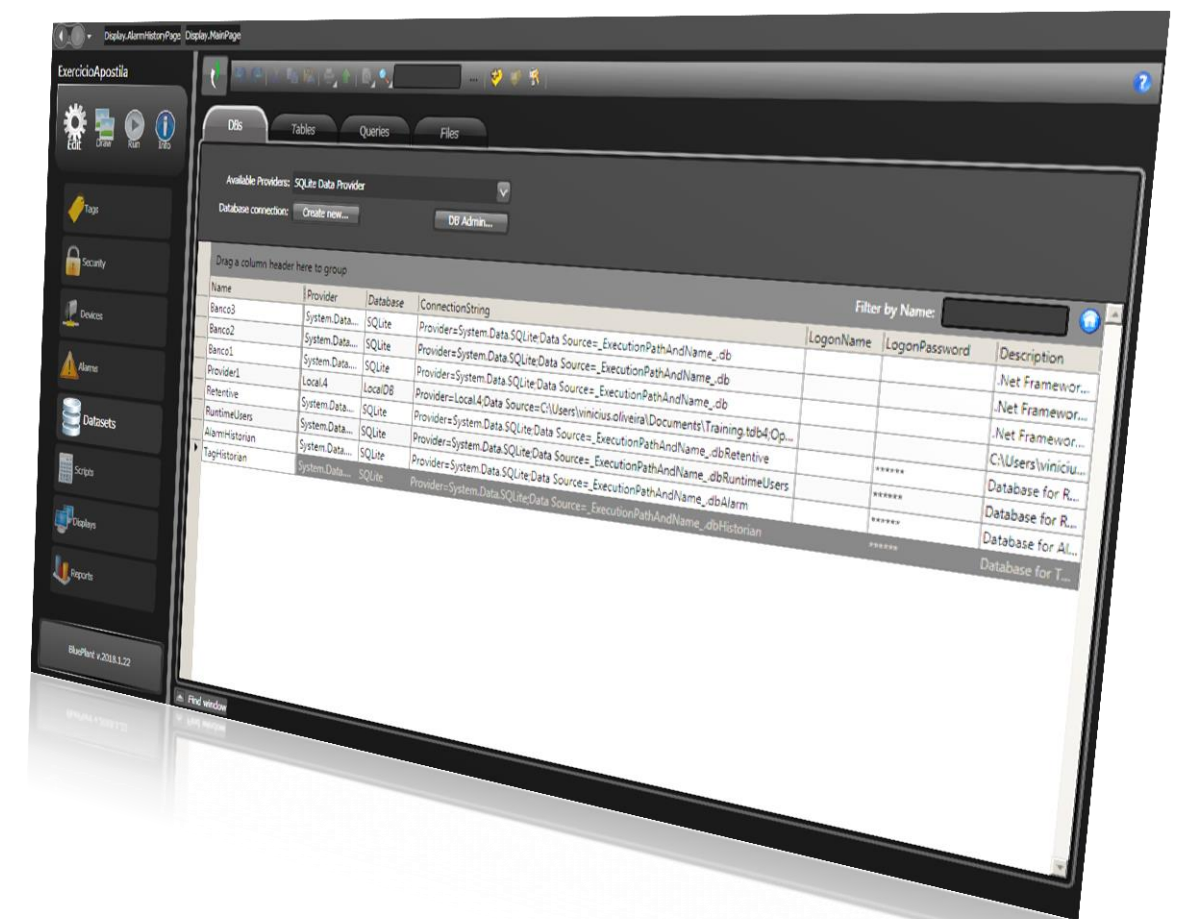 Display.AlarmHistoryPage Display.MainPage
ExercicioApostila
Edit Draw Run Info
DBs Tables Queries Files
Available Providers: SQLite Data Provider
Database connection: Create new... DB Admin...
Tags
Security
Devices
Alarms
Datasets
Scripts
Displays
Reports
BluePlant v.2018.1.22
Drag a column header here to group
Filter by Name:
Name Provider Database ConnectionString LogonName LogonPassword Description
Banco3 System.Data.... SQLite Provider=System.Data.SQLite;Data Source=_ExecutionPathAndName_.db .Net Framewor...
Banco2 System.Data.... SQLite Provider=System.Data.SQLite;Data Source=_ExecutionPathAndName_.db .Net Framewor...
Banco1 System.Data.... SQLite Provider=System.Data.SQLite;Data Source=_ExecutionPathAndName_.db .Net Framewor...
Provider1 Local.4 LocalDB Provider=Local.4;Data Source=C:\Users\vinicius.oliveira\Documents\Training.tdb4;Op... C:\Users\viniciu...
Retentive System.Data.... SQLite Provider=System.Data.SQLite;Data Source=_ExecutionPathAndName_.dbRetentive ****** Database for R...
RuntimeUsers System.Data.... SQLite Provider=System.Data.SQLite;Data Source=_ExecutionPathAndName_.dbRuntimeUsers ****** Database for R...
AlarmHistorian System.Data.... SQLite Provider=System.Data.SQLite;Data Source=_ExecutionPathAndName_.dbAlarm ****** Database for Al...
TagHistorian System.Data.... SQLite Provider=System.Data.SQLite;Data Source=_ExecutionPathAndName_.dbHistorian ****** Database for T...
Find window